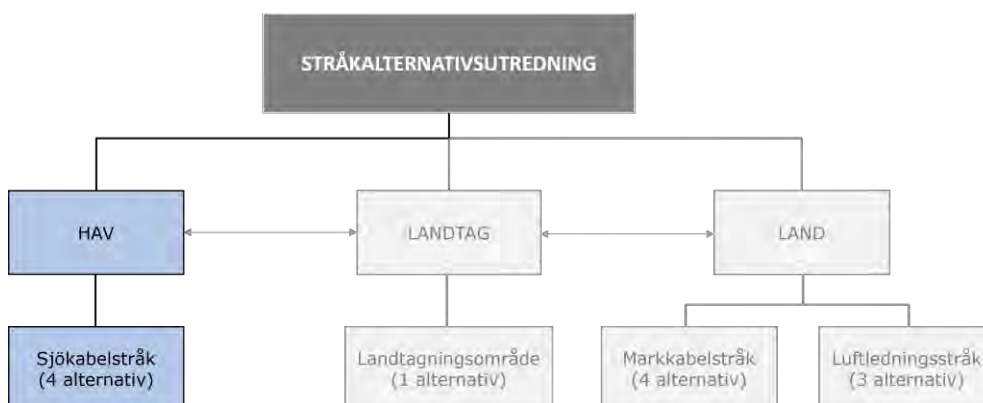 STRÅKALTERNATIVSUTREDNING
HAV
LANDTAG
LAND
Sjökabelstråk
(4 alternativ)
Landtagningsområde
(1 alternativ)
Markkabelstråk
(4 alternativ)
Luftledningsstråk
(3 alternativ)